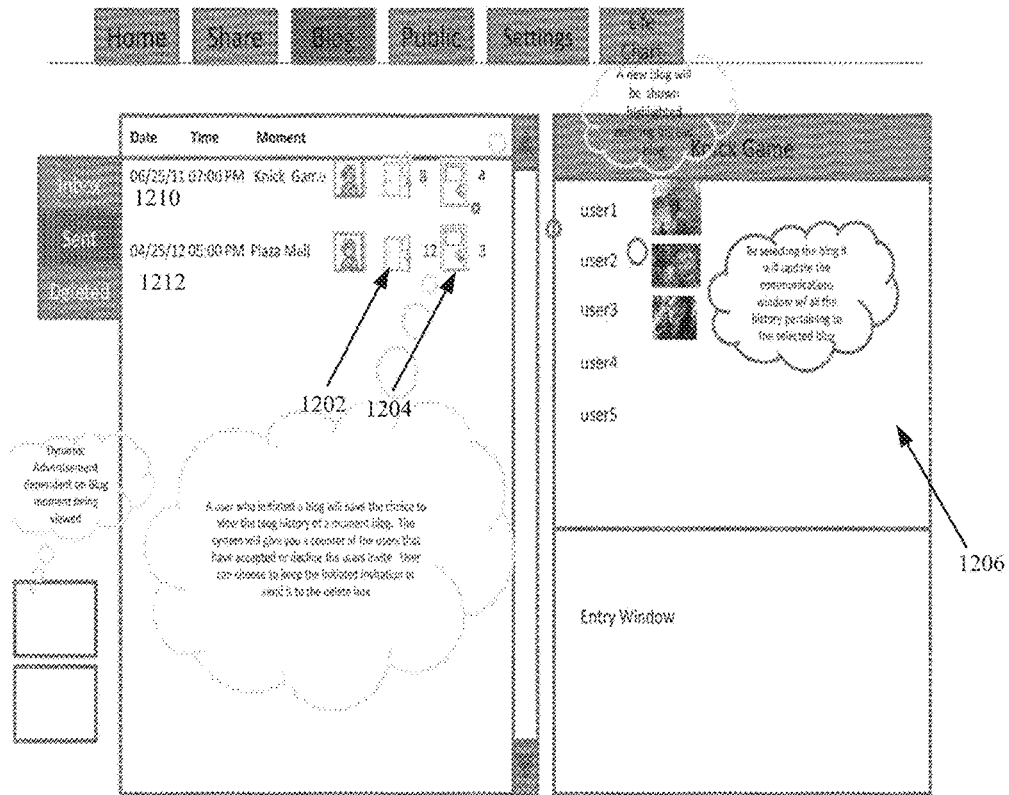 Home Share Blog Public Settings Life
A new blog will
be shown
highlighted
Date Time Moment
Knick Game
06/25/11 07:00 PM Knick Game 8 4
1210
Sent
04/25/12 05:00 PM Plaza Mall 12 3
1212
Deleted
user1
user2
user3
user4
user5
By selecting the blog it
will update the
communications
window w/ all the
history pertaining to
the selected blog
1202 1204
1206
Dynamic
Advertisement
dependent on Blog
moment being
viewed
A user who initiated a blog will have the choice to
view the blog history of a moment blog. The
system will give you a counter of the users that
have accepted or decline the users invite. User
can choose to keep the initiated invitation or
send it to the delete box
Entry Window